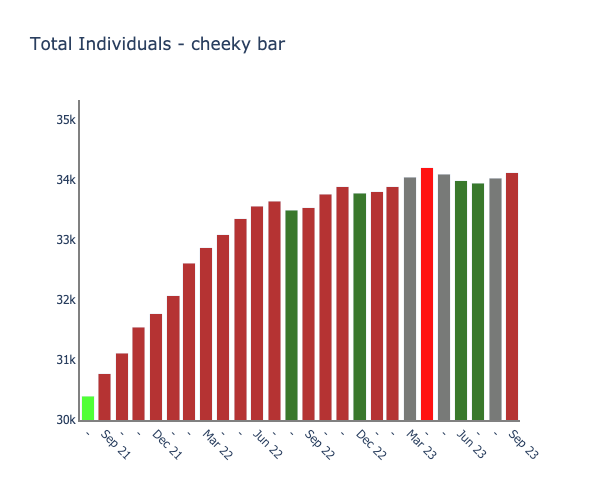 Total Individuals - cheeky bar
35k
34k
33k
32k
31k
30k
- Sep 21 - - Dec 21 - - Mar 22 - - Jun 22 - - Sep 22 - - Dec 22 - - Mar 23 - - Jun 23 - - Sep 23